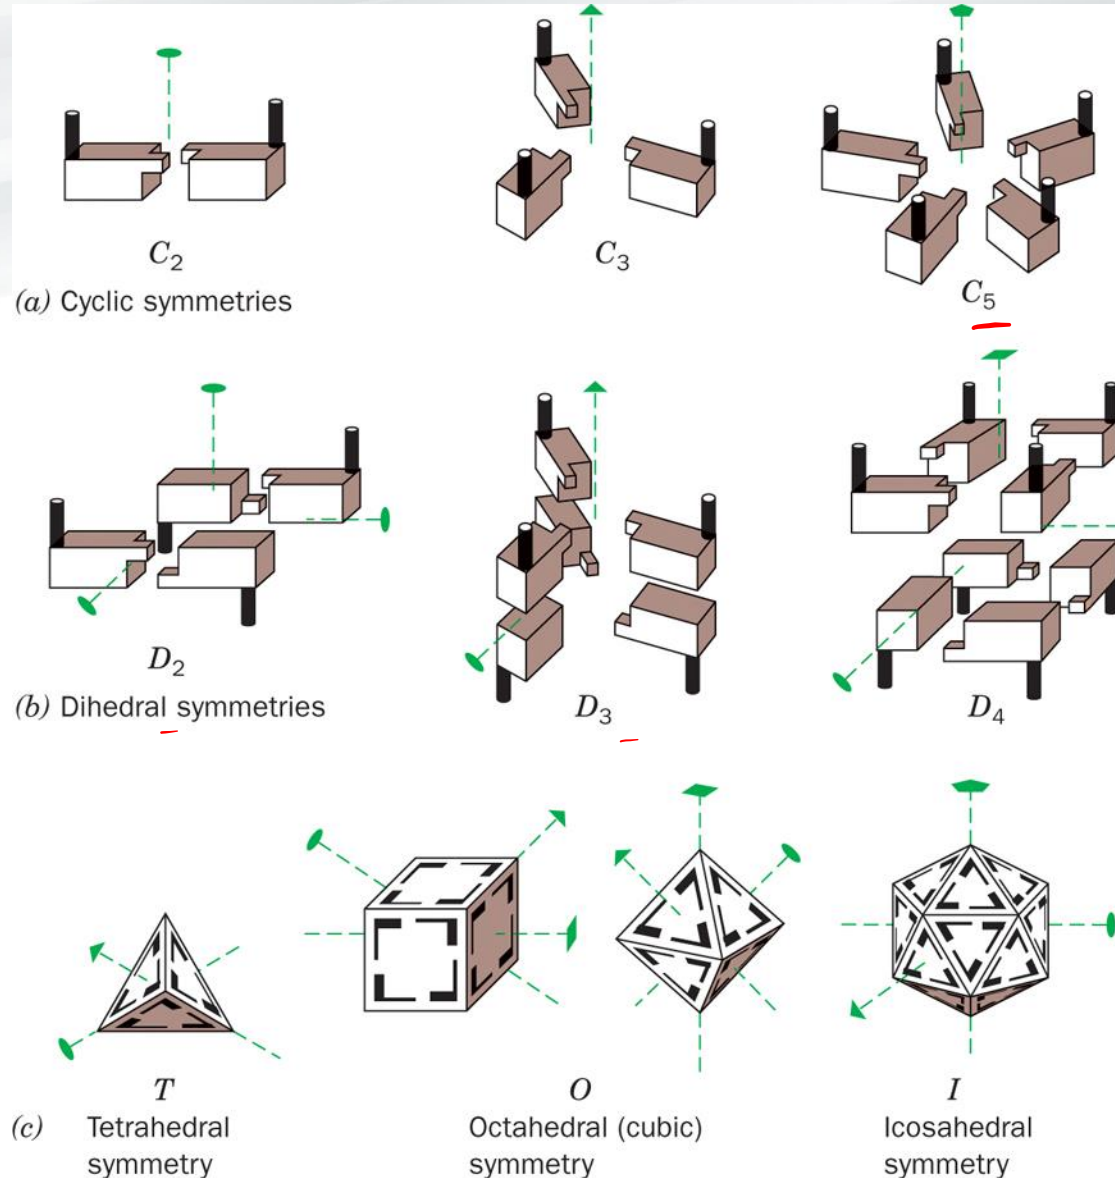 C2
C3
C5
(a) Cyclic symmetries
D2
D3
D4
(b) Dihedral symmetries
T
O
I
(c) Tetrahedral symmetry
Octahedral (cubic) symmetry
Icosahedral symmetry